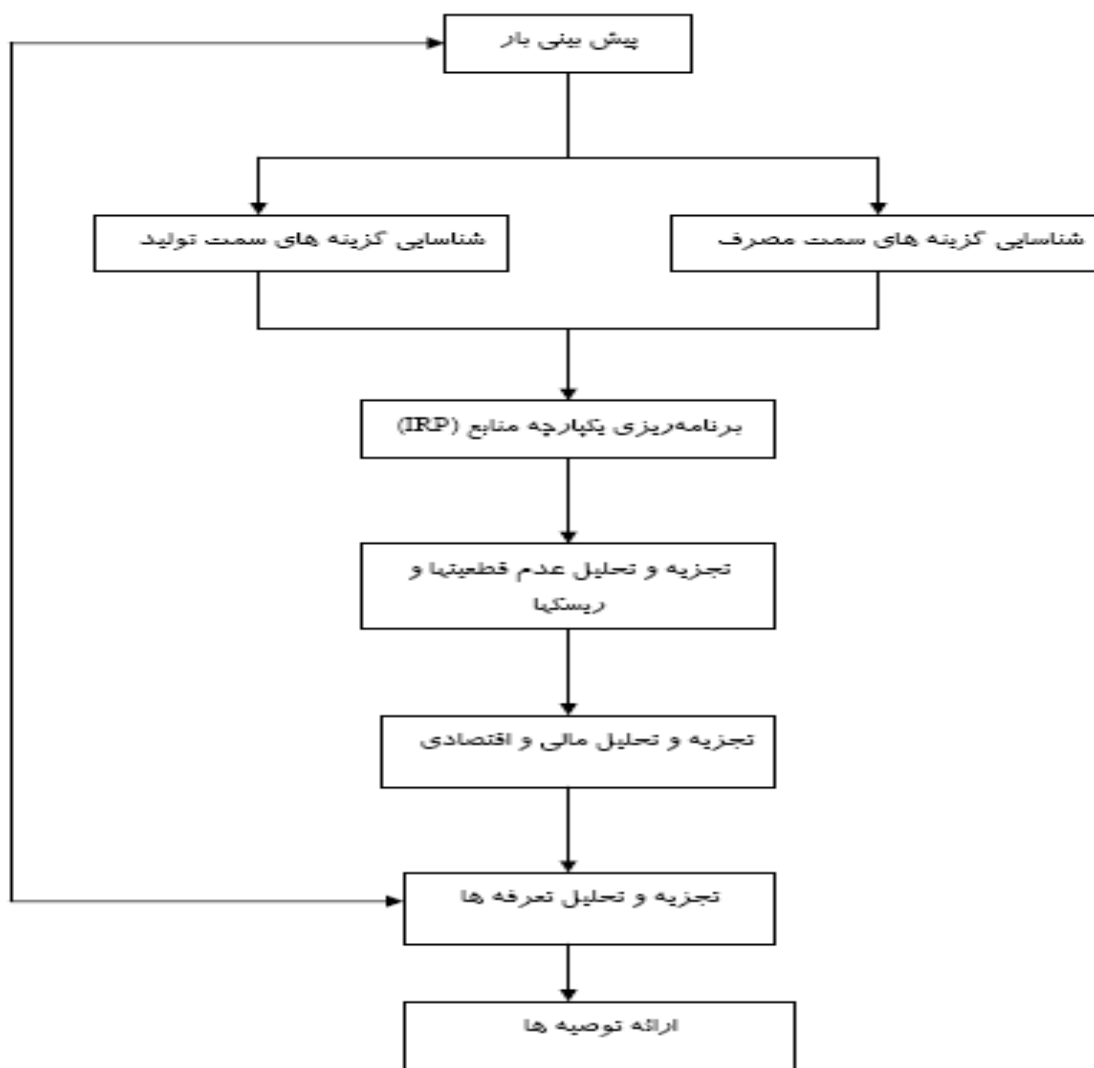 پیش بینی بار
شناسایی گزینه های سمت مصرف
شناسایی گزینه های سمت تولید
برنامه‌ریزی یکپارچه منابع (IRP)
تجزیه و تحلیل عدم قطعیتها و
ریسکها
تجزیه و تحلیل مالی و اقتصادی
تجزیه و تحلیل تعرفه ها
ارائه توصیه ها